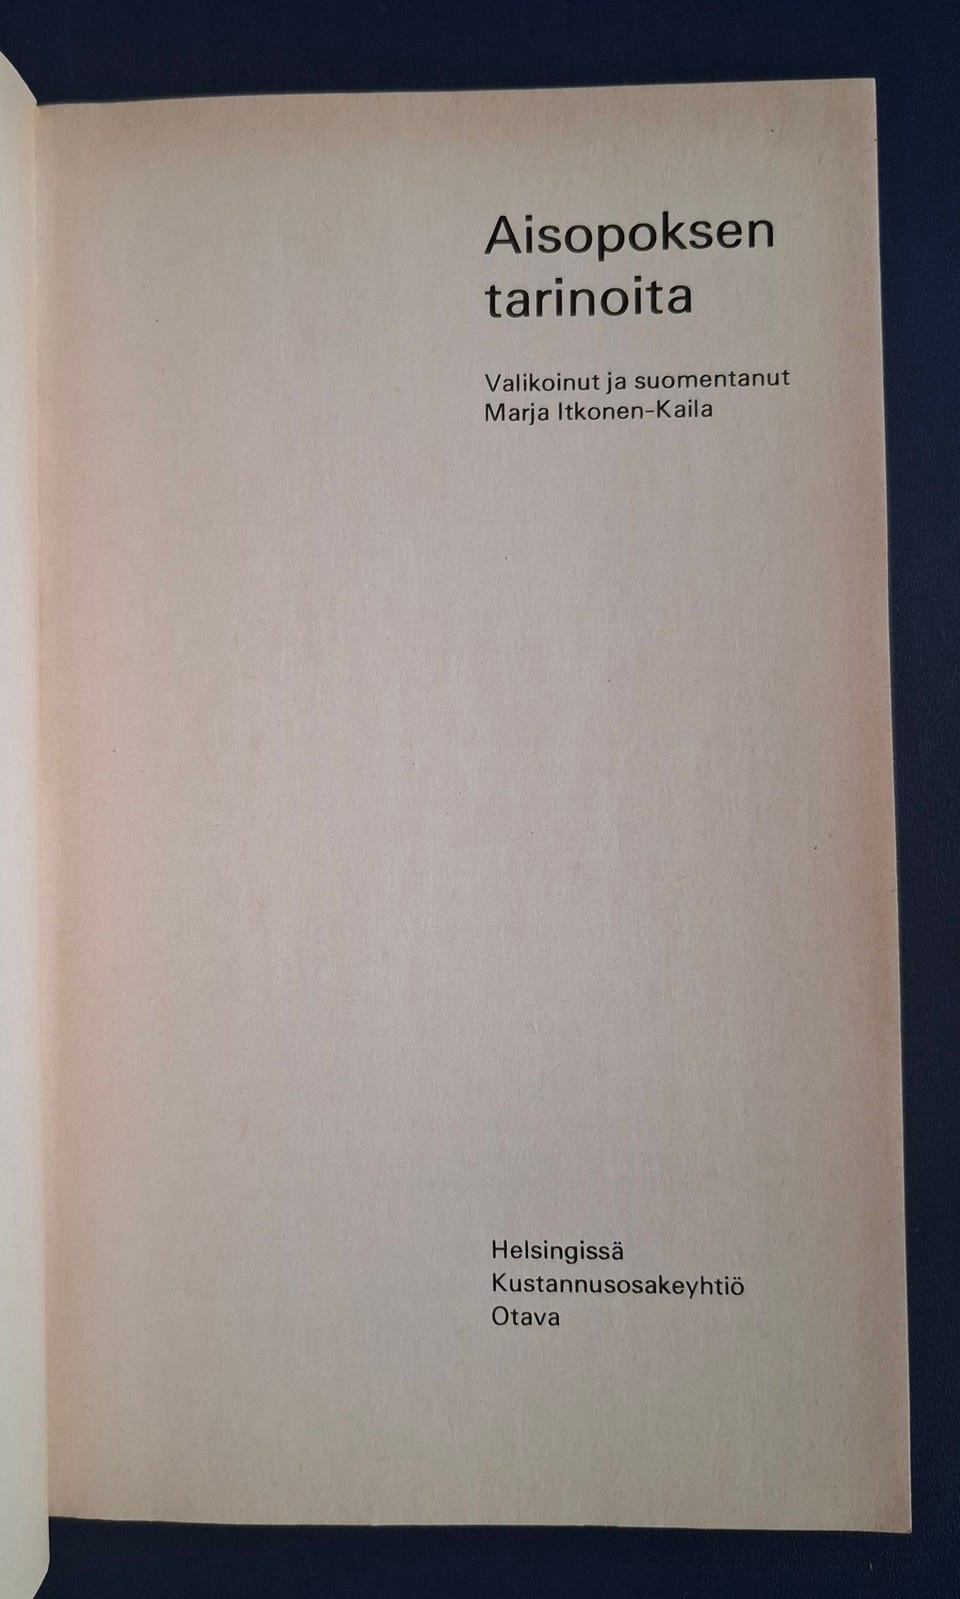 Aisopoksen
tarinoita
Valikoinut ja suomentanut
Marja Itkonen-Kaila
Helsingissä
Kustannusosakeyhtiö
Otava